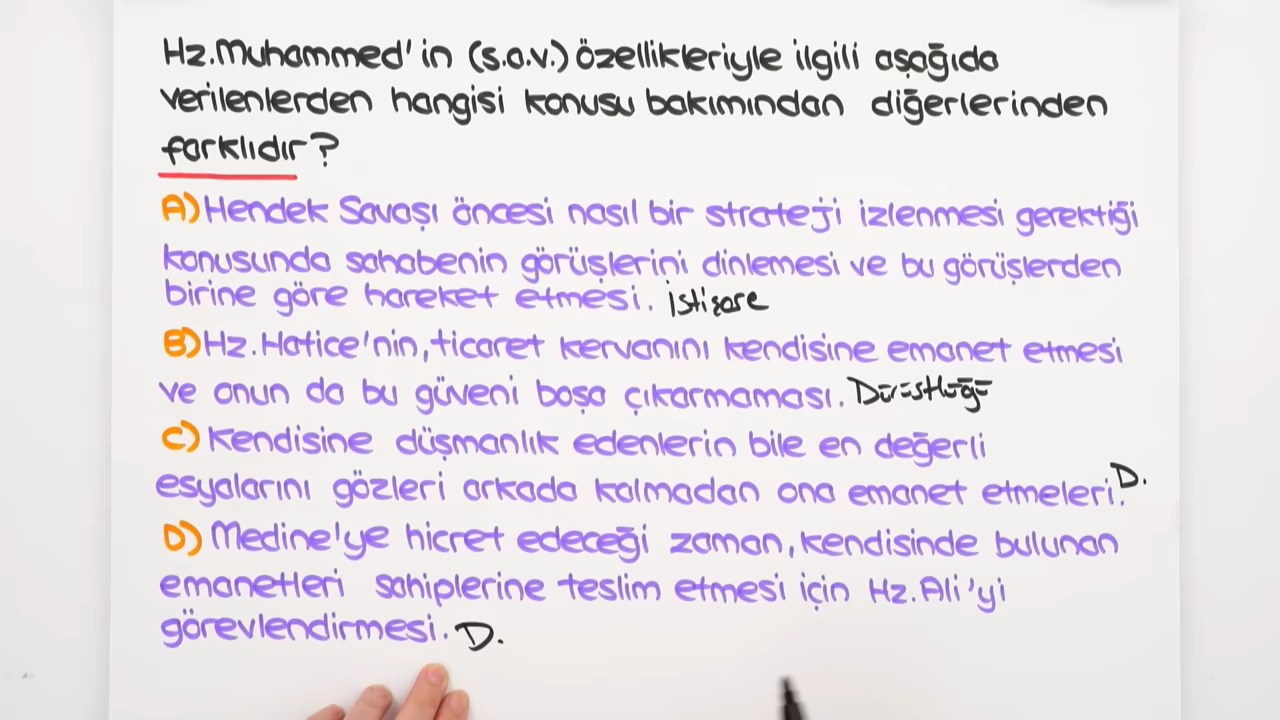 Hz.Muhammed'in (s.a.v.) özellikleriyle ilgili aşağıda
verilenlerden hangisi konusu bakımından diğerlerinden
farklıdır?
A) Hendek Savaşı öncesi nasıl bir strateji izlenmesi gerektiği
konusunda sahabenin görüşlerini dinlemesi ve bu görüşlerden
birine göre hareket etmesi. istişare
B) Hz.Hatice'nin, ticaret kervanını kendisine emanet etmesi
ve onun da bu güveni boşa çıkarmaması. Dürüstlüğü
C) Kendisine düşmanlık edenlerin bile en değerli
esyalarını gözleri arkada kalmadan ona emanet etmeleri. D.
D) Medine'ye hicret edeceği zaman, kendisinde bulunan
emanetleri sahiplerine teslim etmesi için Hz. Ali'yi
görevlendirmesi. D.